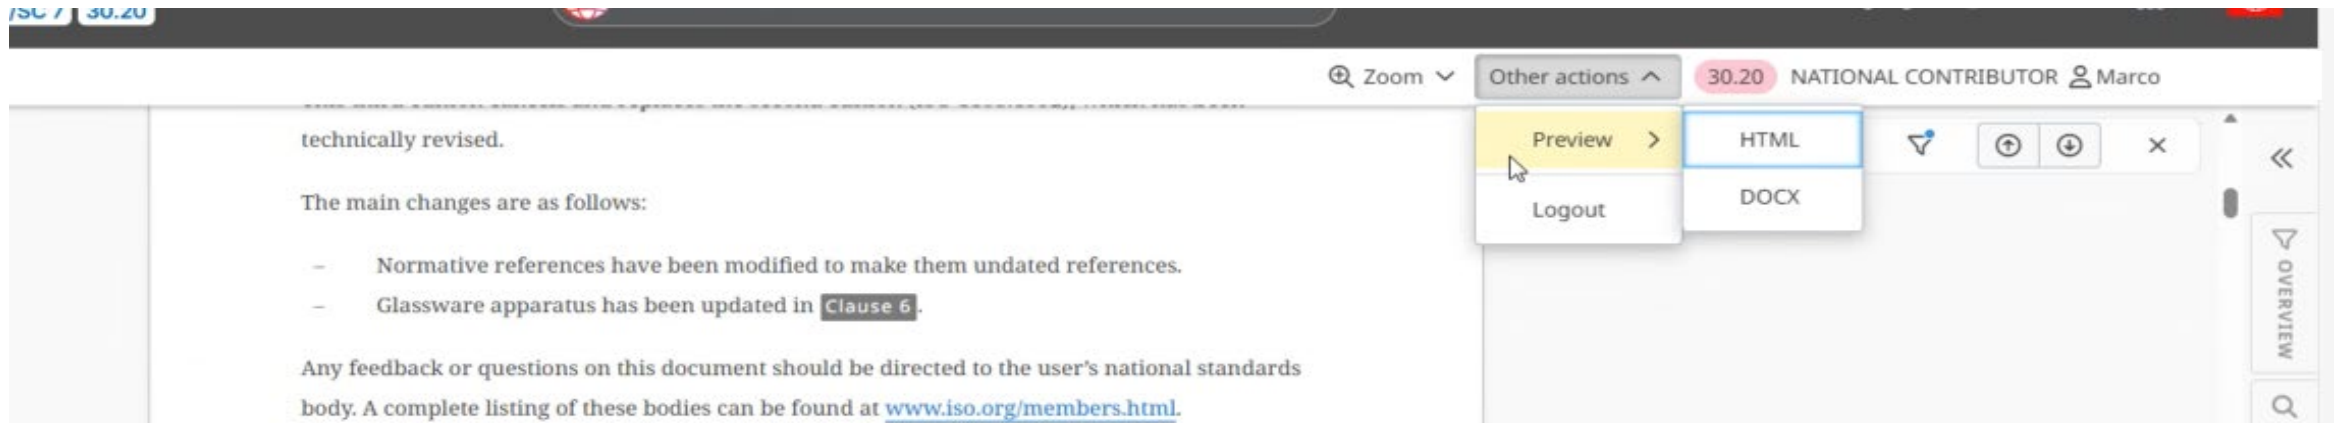 /SC 7 30.20
Zoom Other actions 30.20 NATIONAL CONTRIBUTOR Marco
technically revised.
Preview HTML
DOCX
Logout
The main changes are as follows:
– Normative references have been modified to make them undated references.
– Glassware apparatus has been updated in Clause 6.
Any feedback or questions on this document should be directed to the user's national standards
body. A complete listing of these bodies can be found at www.iso.org/members.html.
OVERVIEW